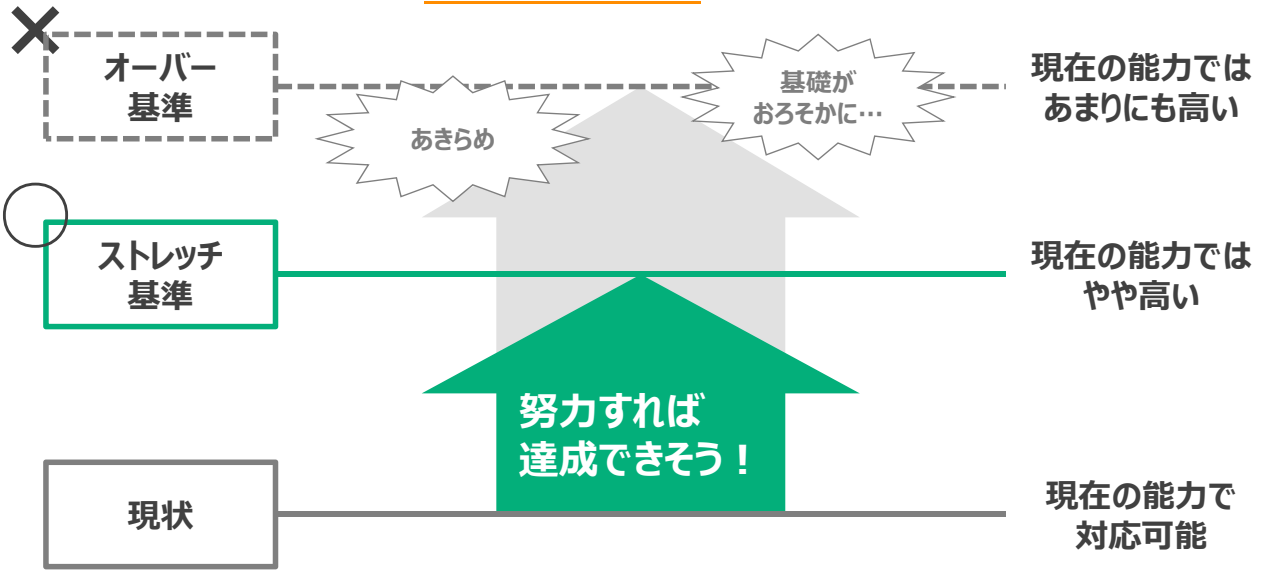 オーバー
基準
あきらめ
基礎が
おろそかに…
現在の能力では
あまりにも高い
ストレッチ
基準
現在の能力では
やや高い
努力すれば
達成できそう！
現状
現在の能力で
対応可能